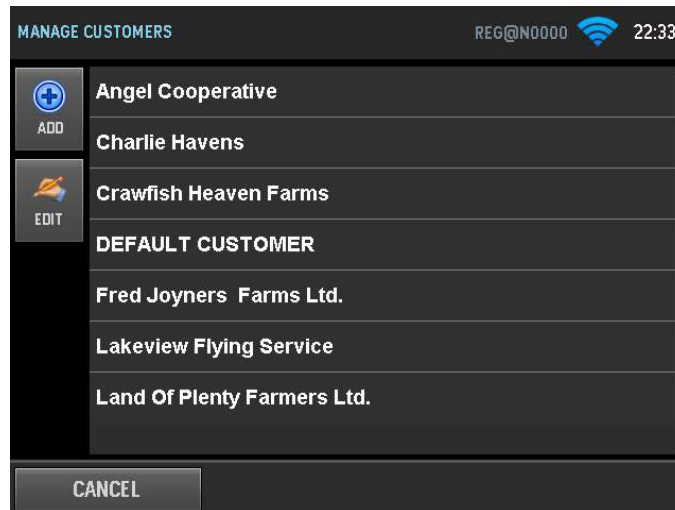 MANAGE CUSTOMERS REG@N0000 22:33
ADD
EDIT
Angel Cooperative
Charlie Havens
Crawfish Heaven Farms
DEFAULT CUSTOMER
Fred Joyners  Farms Ltd.
Lakeview Flying Service
Land Of Plenty Farmers Ltd.
CANCEL